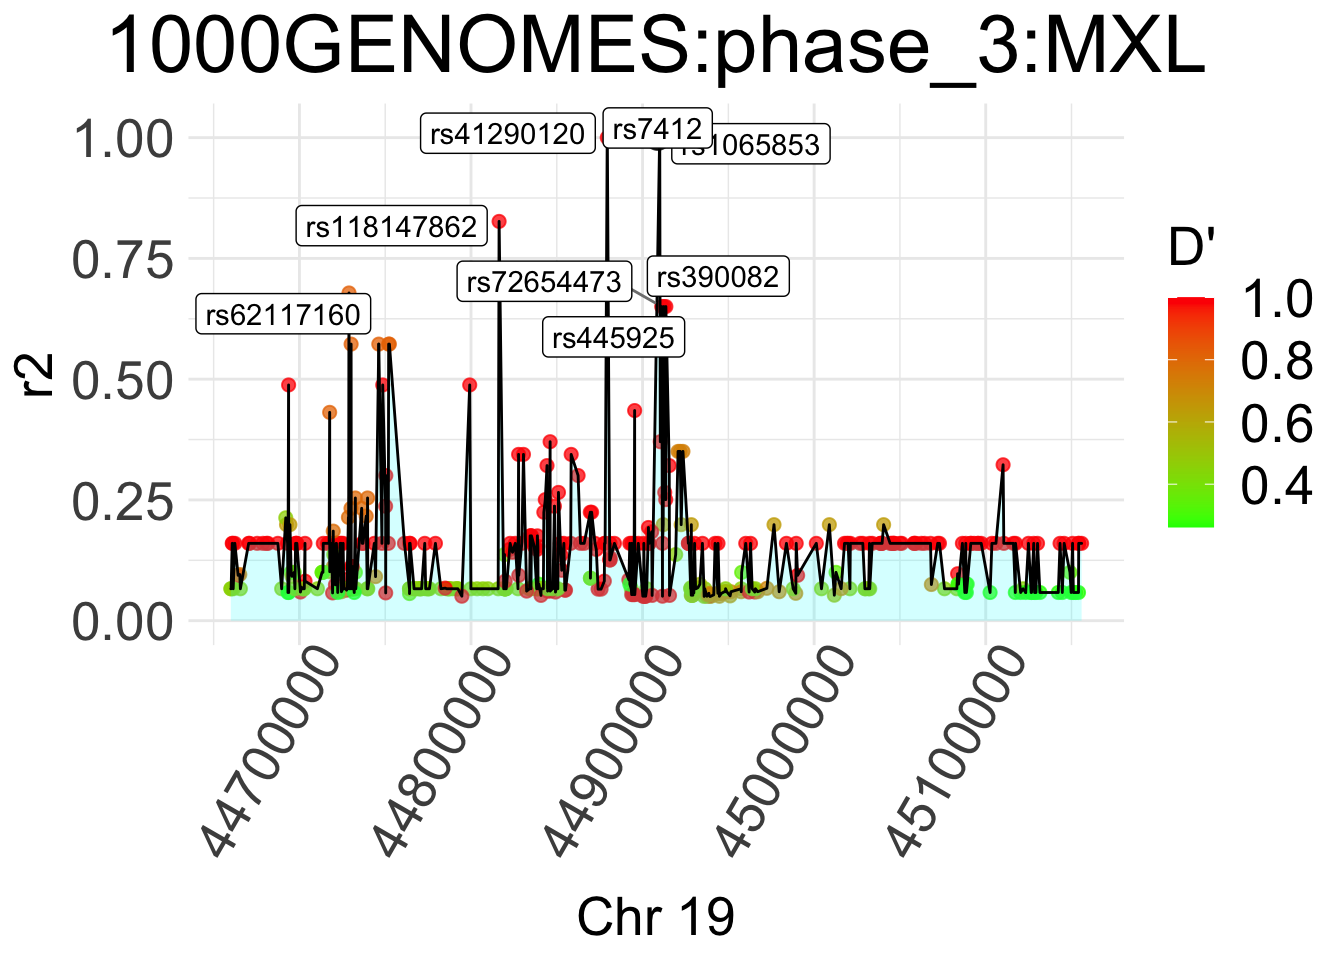 1000GENOMES:phase_3:MXL
rs41290120
rs7412
rs1065853
rs118147862
rs72654473
rs390082
rs62117160
rs445925
r2
1.00
0.75
0.50
0.25
0.00
44700000
44800000
44900000
45000000
45100000
Chr 19
D'
1.0
0.8
0.6
0.4